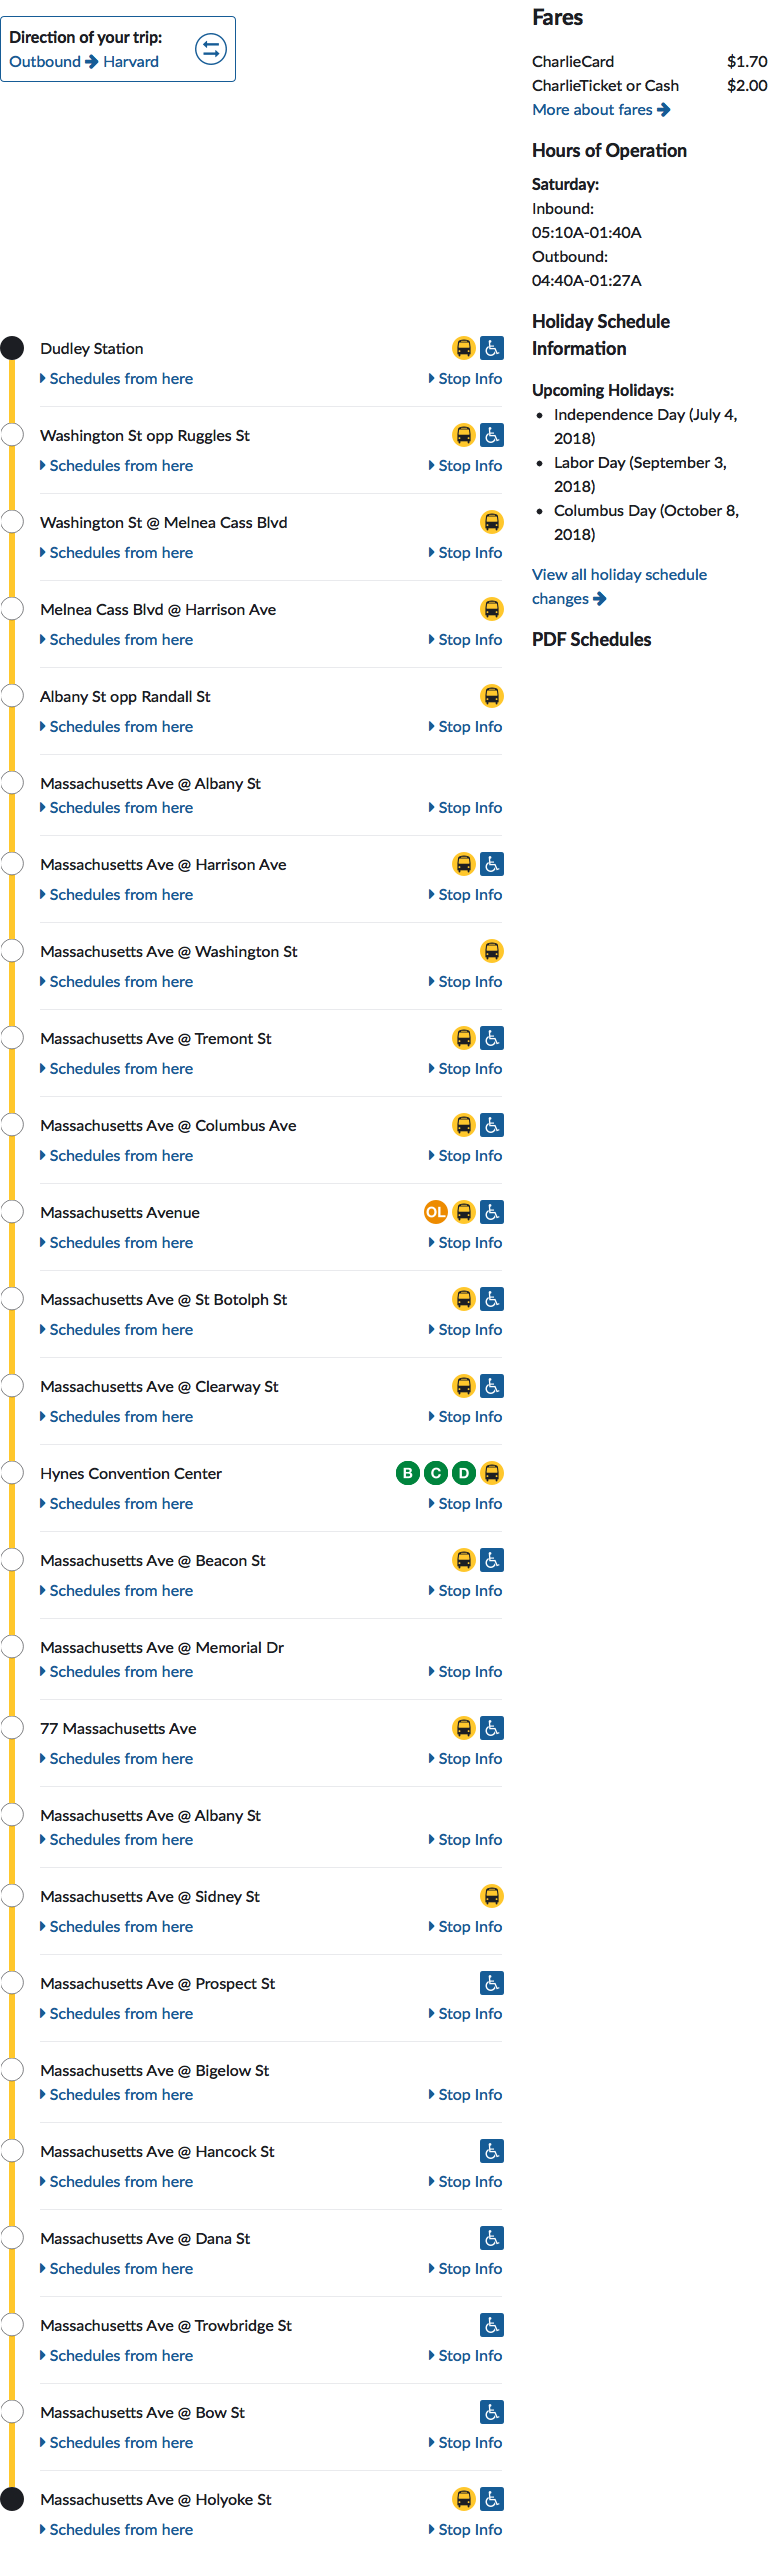 Direction of your trip:
Outbound Harvard
Dudley Station
Schedules from here Stop Info
Washington St opp Ruggles St
Schedules from here Stop Info
Washington St @ Melnea Cass Blvd
Schedules from here Stop Info
Melnea Cass Blvd @ Harrison Ave
Schedules from here Stop Info
Albany St opp Randall St
Schedules from here Stop Info
Massachusetts Ave @ Albany St
Schedules from here Stop Info
Massachusetts Ave @ Harrison Ave
Schedules from here Stop Info
Massachusetts Ave @ Washington St
Schedules from here Stop Info
Massachusetts Ave @ Tremont St
Schedules from here Stop Info
Massachusetts Ave @ Columbus Ave
Schedules from here Stop Info
Massachusetts Avenue OL
Schedules from here Stop Info
Massachusetts Ave @ St Botolph St
Schedules from here Stop Info
Massachusetts Ave @ Clearway St
Schedules from here Stop Info
Hynes Convention Center B C D
Schedules from here Stop Info
Massachusetts Ave @ Beacon St
Schedules from here Stop Info
Massachusetts Ave @ Memorial Dr
Schedules from here Stop Info
77 Massachusetts Ave
Schedules from here Stop Info
Massachusetts Ave @ Albany St
Schedules from here Stop Info
Massachusetts Ave @ Sidney St
Schedules from here Stop Info
Massachusetts Ave @ Prospect St
Schedules from here Stop Info
Massachusetts Ave @ Bigelow St
Schedules from here Stop Info
Massachusetts Ave @ Hancock St
Schedules from here Stop Info
Massachusetts Ave @ Dana St
Schedules from here Stop Info
Massachusetts Ave @ Trowbridge St
Schedules from here Stop Info
Massachusetts Ave @ Bow St
Schedules from here Stop Info
Massachusetts Ave @ Holyoke St
Schedules from here Stop Info
Fares
CharlieCard $1.70
CharlieTicket or Cash $2.00
More about fares
Hours of Operation
Saturday:
Inbound:
05:10A-01:40A
Outbound:
04:40A-01:27A
Holiday Schedule
Information
Upcoming Holidays:
• Independence Day (July 4,
2018)
• Labor Day (September 3,
2018)
• Columbus Day (October 8,
2018)
View all holiday schedule
changes
PDF Schedules